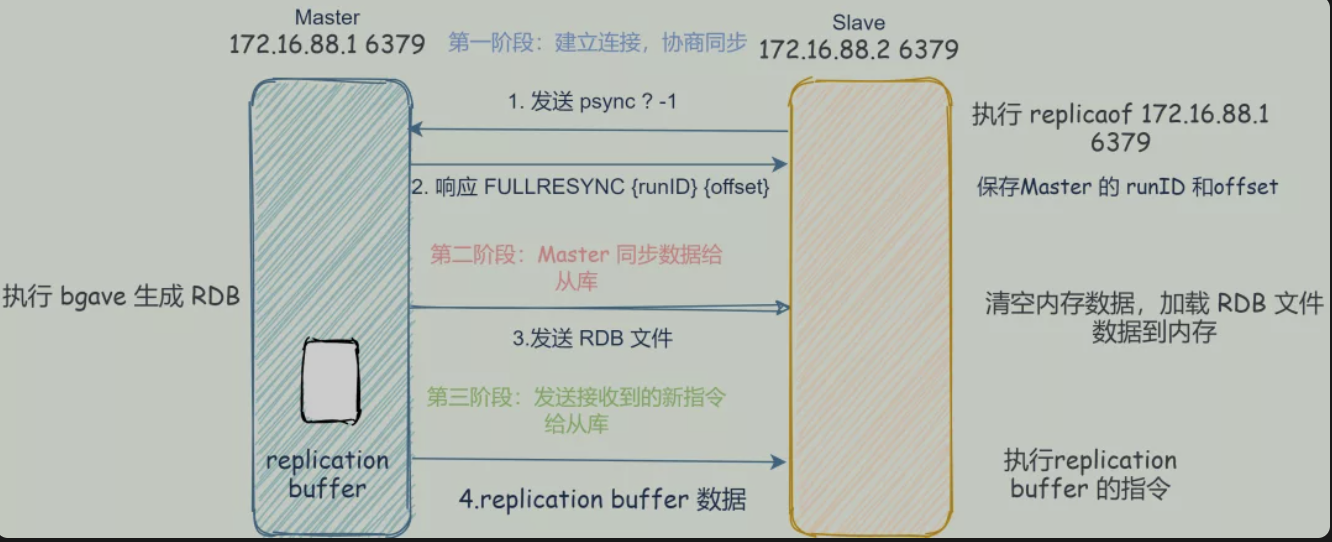 Master
172.16.88.1 6379
第一阶段：建立连接，协商同步
Slave
172.16.88.2 6379
1. 发送 psync ? -1
执行 replicaof 172.16.88.1
6379
2. 响应 FULLRESYNC {runID} {offset}
保存Master 的 runID 和offset
第二阶段：Master 同步数据给
从库
执行 bgave 生成 RDB
清空内存数据，加载 RDB 文件
数据到内存
3.发送 RDB 文件
第三阶段：发送接收到的新指令
给从库
replication
buffer
4.replication buffer 数据
执行replication
buffer 的指令